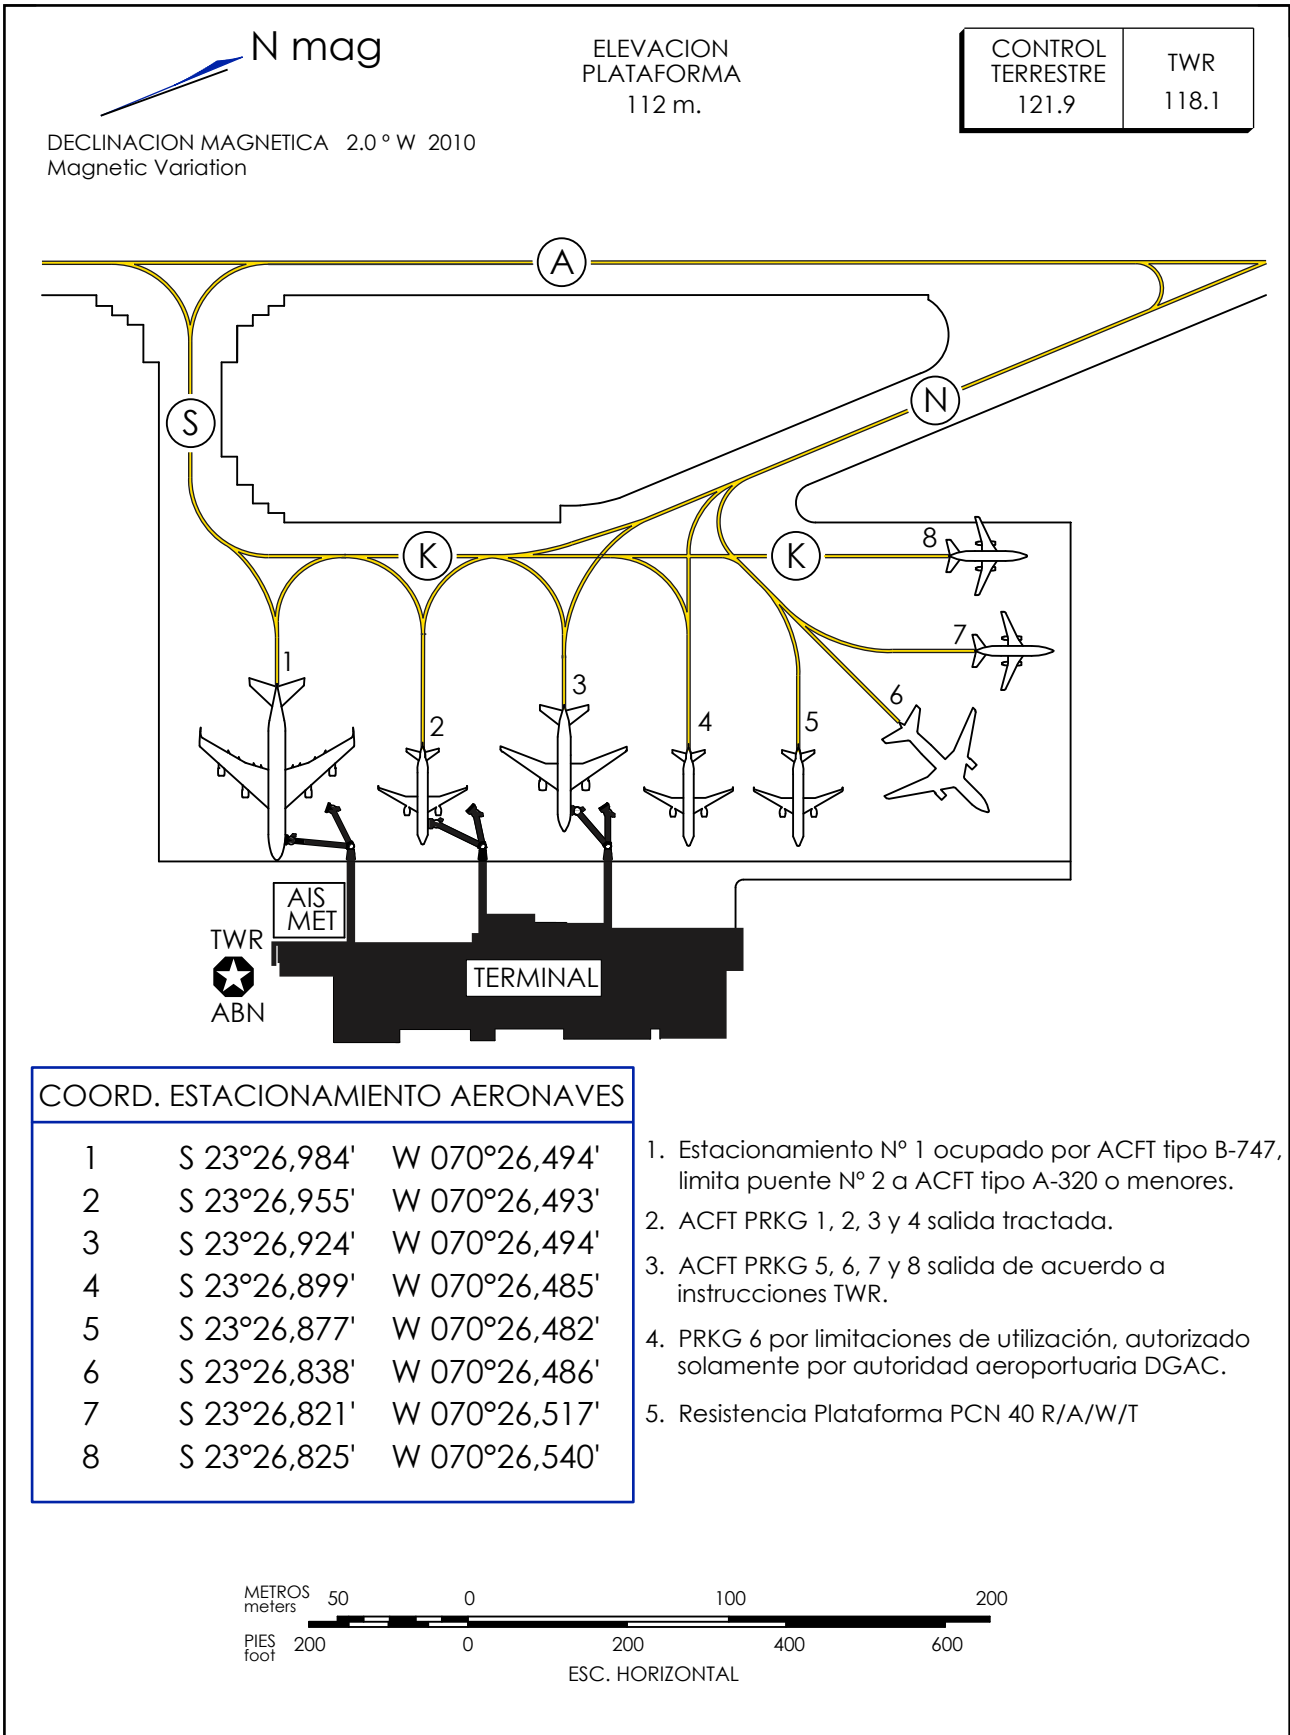 N mag
ELEVACION
PLATAFORMA
112 m.
CONTROL
TERRESTRE
121.9
TWR
118.1
DECLINACION MAGNETICA 2.0 º W 2010
Magnetic Variation
A
S
N
K
K
8
7
1
3
6
2
4
5
AIS
MET
TWR
ABN
TERMINAL
COORD. ESTACIONAMIENTO AERONAVES
1 S 23°26,984' W 070°26,494'
2 S 23°26,955' W 070°26,493'
3 S 23°26,924' W 070°26,494'
4 S 23°26,899' W 070°26,485'
5 S 23°26,877' W 070°26,482'
6 S 23°26,838' W 070°26,486'
7 S 23°26,821' W 070°26,517'
8 S 23°26,825' W 070°26,540'
1. Estacionamiento Nº 1 ocupado por ACFT tipo B-747,
limita puente Nº 2 a ACFT tipo A-320 o menores.
2. ACFT PRKG 1, 2, 3 y 4 salida tractada.
3. ACFT PRKG 5, 6, 7 y 8 salida de acuerdo a
instrucciones TWR.
4. PRKG 6 por limitaciones de utilización, autorizado
solamente por autoridad aeroportuaria DGAC.
5. Resistencia Plataforma PCN 40 R/A/W/T
METROS
meters
50 0 100 200
PIES
foot
200 0 200 400 600
ESC. HORIZONTAL